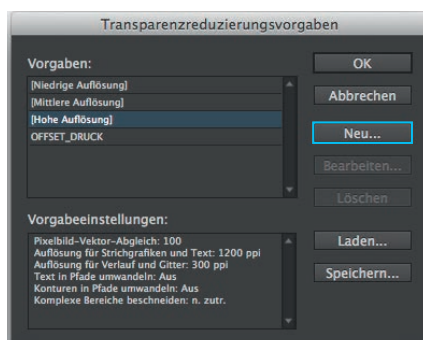 Transparenzreduzierungsvorgaben
Vorgaben:
[Niedrige Auflösung]
[Mittlere Auflösung]
[Hohe Auflösung]
OFFSET_DRUCK
OK
Abbrechen
Neu...
Bearbeiten...
Löschen
Laden...
Speichern...
Vorgabeeinstellungen:
Pixelbild-Vektor-Abgleich: 100
Auflösung für Strichgrafiken und Text: 1200 ppi
Auflösung für Verlauf und Gitter: 300 ppi
Text in Pfade umwandeln: Aus
Konturen in Pfade umwandeln: Aus
Komplexe Bereiche beschneiden: n. zutr.